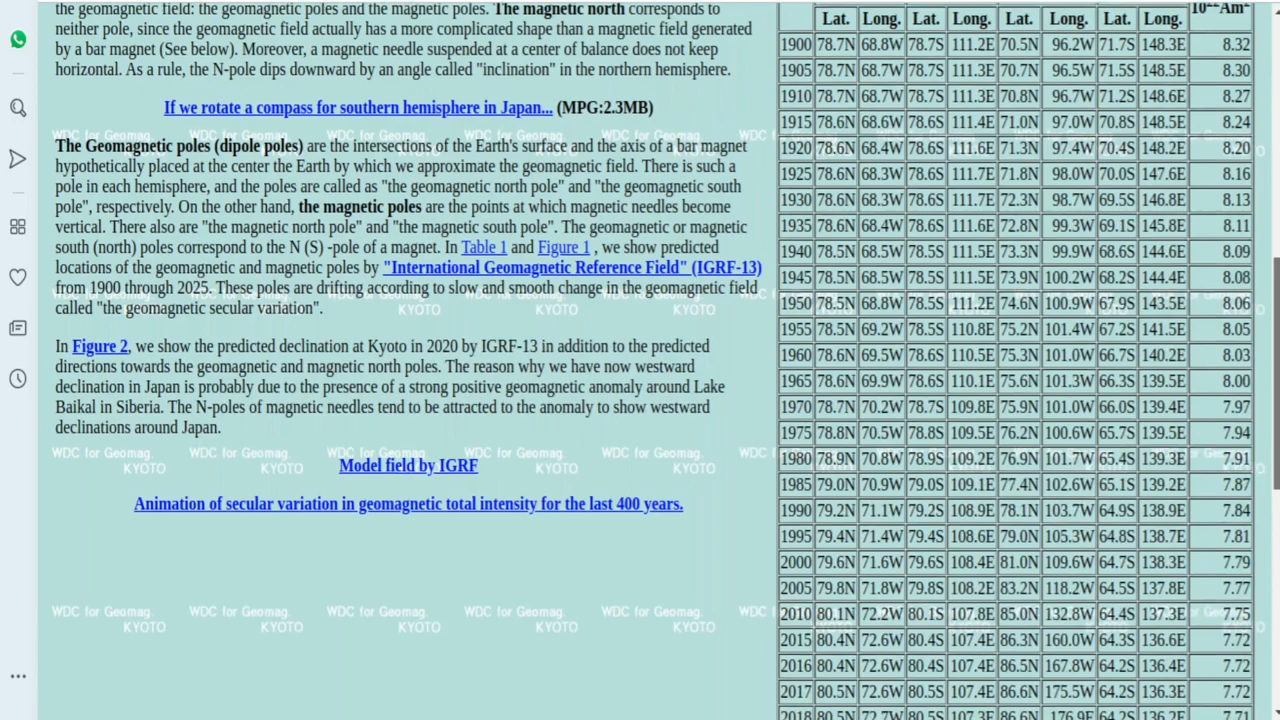 the geomagnetic field: the geomagnetic poles and the magnetic poles. The magnetic north corresponds to
neither pole, since the geomagnetic field actually has a more complicated shape than a magnetic field generated
by a bar magnet (See below). Moreover, a magnetic needle suspended at a center of balance does not keep
horizontal. As a rule, the N-pole dips downward by an angle called "inclination" in the northern hemisphere.
If we rotate a compass for southern hemisphere in Japan... (MPG:2.3MB)
The Geomagnetic poles (dipole poles) are the intersections of the Earth's surface and the axis of a bar magnet
hypothetically placed at the center the Earth by which we approximate the geomagnetic field. There is such a
pole in each hemisphere, and the poles are called as "the geomagnetic north pole" and "the geomagnetic south
pole", respectively. On the other hand, the magnetic poles are the points at which magnetic needles become
vertical. There also are "the magnetic north pole" and "the magnetic south pole". The geomagnetic or magnetic
south (north) poles correspond to the N (S) -pole of a magnet. In Table 1 and Figure 1 , we show predicted
locations of the geomagnetic and magnetic poles by "International Geomagnetic Reference Field" (IGRF-13)
from 1900 through 2025. These poles are drifting according to slow and smooth change in the geomagnetic field
called "the geomagnetic secular variation".
In Figure 2, we show the predicted declination at Kyoto in 2020 by IGRF-13 in addition to the predicted
directions towards the geomagnetic and magnetic north poles. The reason why we have now westward
declination in Japan is probably due to the presence of a strong positive geomagnetic anomaly around Lake
Baikal in Siberia. The N-poles of magnetic needles tend to be attracted to the anomaly to show westward
declinations around Japan.
Model field by IGRF
Animation of secular variation in geomagnetic total intensity for the last 400 years.
WDC for Geomag. WDC for Geomag. WDC for Geomag. WDC for Geomag. WDC for Geomag.
KYOTO KYOTO KYOTO KYOTO KYOTO
10²²Am²
Lat. Long. Lat. Long. Lat. Long. Lat. Long.
1900 78.7N 68.8W 78.7S 111.2E 70.5N 96.2W 71.7S 148.3E 8.32
1905 78.7N 68.7W 78.7S 111.3E 70.7N 96.5W 71.5S 148.5E 8.30
1910 78.7N 68.7W 78.7S 111.3E 70.8N 96.7W 71.2S 148.6E 8.27
1915 78.6N 68.6W 78.6S 111.4E 71.0N 97.0W 70.8S 148.5E 8.24
1920 78.6N 68.4W 78.6S 111.6E 71.3N 97.4W 70.4S 148.2E 8.20
1925 78.6N 68.3W 78.6S 111.7E 71.8N 98.0W 70.0S 147.6E 8.16
1930 78.6N 68.3W 78.6S 111.7E 72.3N 98.7W 69.5S 146.8E 8.13
1935 78.6N 68.4W 78.6S 111.6E 72.8N 99.3W 69.1S 145.8E 8.11
1940 78.5N 68.5W 78.5S 111.5E 73.3N 99.9W 68.6S 144.6E 8.09
1945 78.5N 68.5W 78.5S 111.5E 73.9N 100.2W 68.2S 144.4E 8.08
1950 78.5N 68.8W 78.5S 111.2E 74.6N 100.9W 67.9S 143.5E 8.06
1955 78.5N 69.2W 78.5S 110.8E 75.2N 101.4W 67.2S 141.5E 8.05
1960 78.6N 69.5W 78.6S 110.5E 75.3N 101.0W 66.7S 140.2E 8.03
1965 78.6N 69.9W 78.6S 110.1E 75.6N 101.3W 66.3S 139.5E 8.00
1970 78.7N 70.2W 78.7S 109.8E 75.9N 101.0W 66.0S 139.4E 7.97
1975 78.8N 70.5W 78.8S 109.5E 76.2N 100.6W 65.7S 139.5E 7.94
1980 78.9N 70.8W 78.9S 109.2E 76.9N 101.7W 65.4S 139.3E 7.91
1985 79.0N 70.9W 79.0S 109.1E 77.4N 102.6W 65.1S 139.2E 7.87
1990 79.2N 71.1W 79.2S 108.9E 78.1N 103.7W 64.9S 138.9E 7.84
1995 79.4N 71.4W 79.4S 108.6E 79.0N 105.3W 64.8S 138.7E 7.81
2000 79.6N 71.6W 79.6S 108.4E 81.0N 109.6W 64.7S 138.3E 7.79
2005 79.8N 71.8W 79.8S 108.2E 83.2N 118.2W 64.5S 137.8E 7.77
2010 80.1N 72.2W 80.1S 107.8E 85.0N 132.8W 64.4S 137.3E 7.75
2015 80.4N 72.6W 80.4S 107.4E 86.3N 160.0W 64.3S 136.6E 7.72
2016 80.4N 72.6W 80.4S 107.4E 86.5N 167.8W 64.2S 136.4E 7.72
2017 80.5N 72.6W 80.5S 107.4E 86.6N 175.5W 64.2S 136.3E 7.72
2018 80.5N 72.7W 80.5S 107.3E 86.6N 176.9E 64.2S 136.2E 7.71